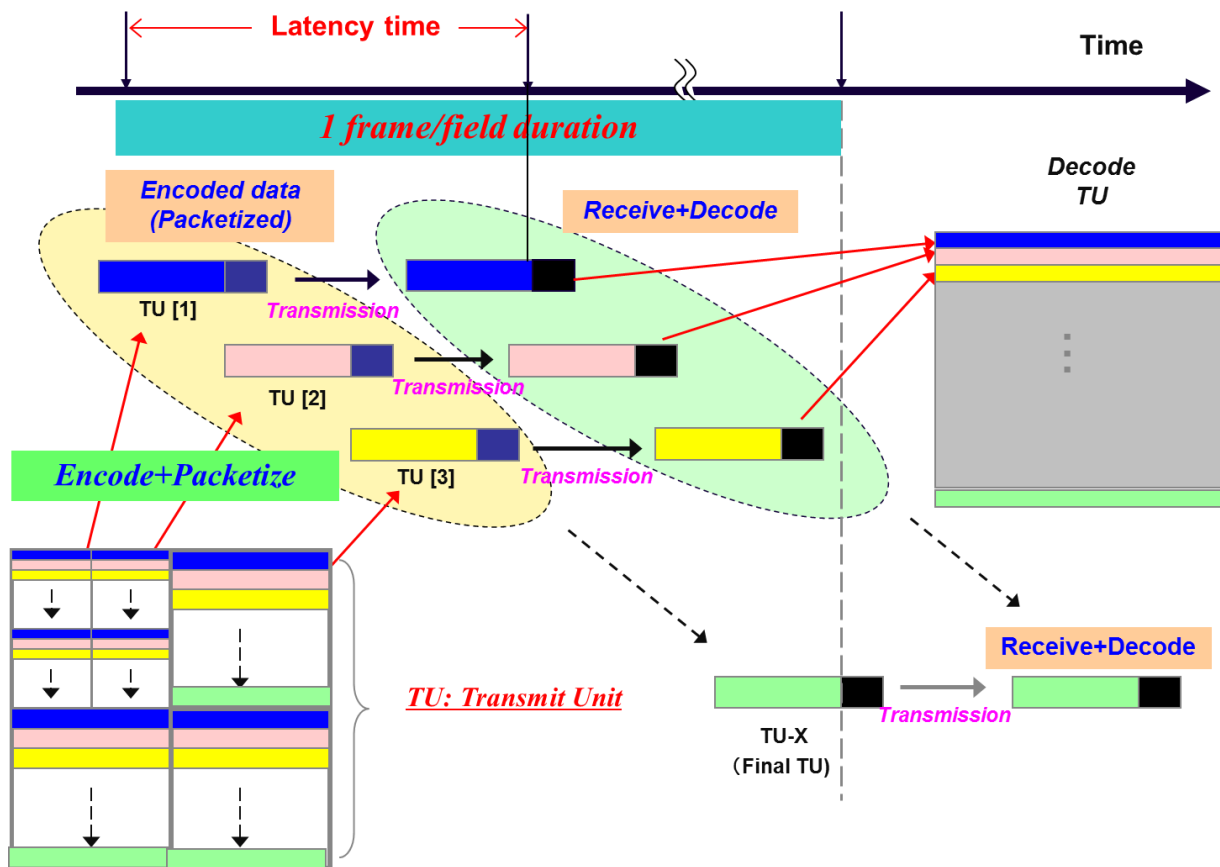 Latency time
Time
1 frame/field duration
Encoded data
(Packetized)
Receive+Decode
Decode
TU
TU [1]
Transmission
TU [2]
Transmission
TU [3]
Transmission
Encode+Packetize
TU: Transmit Unit
Receive+Decode
TU-X
（Final TU)
Transmission